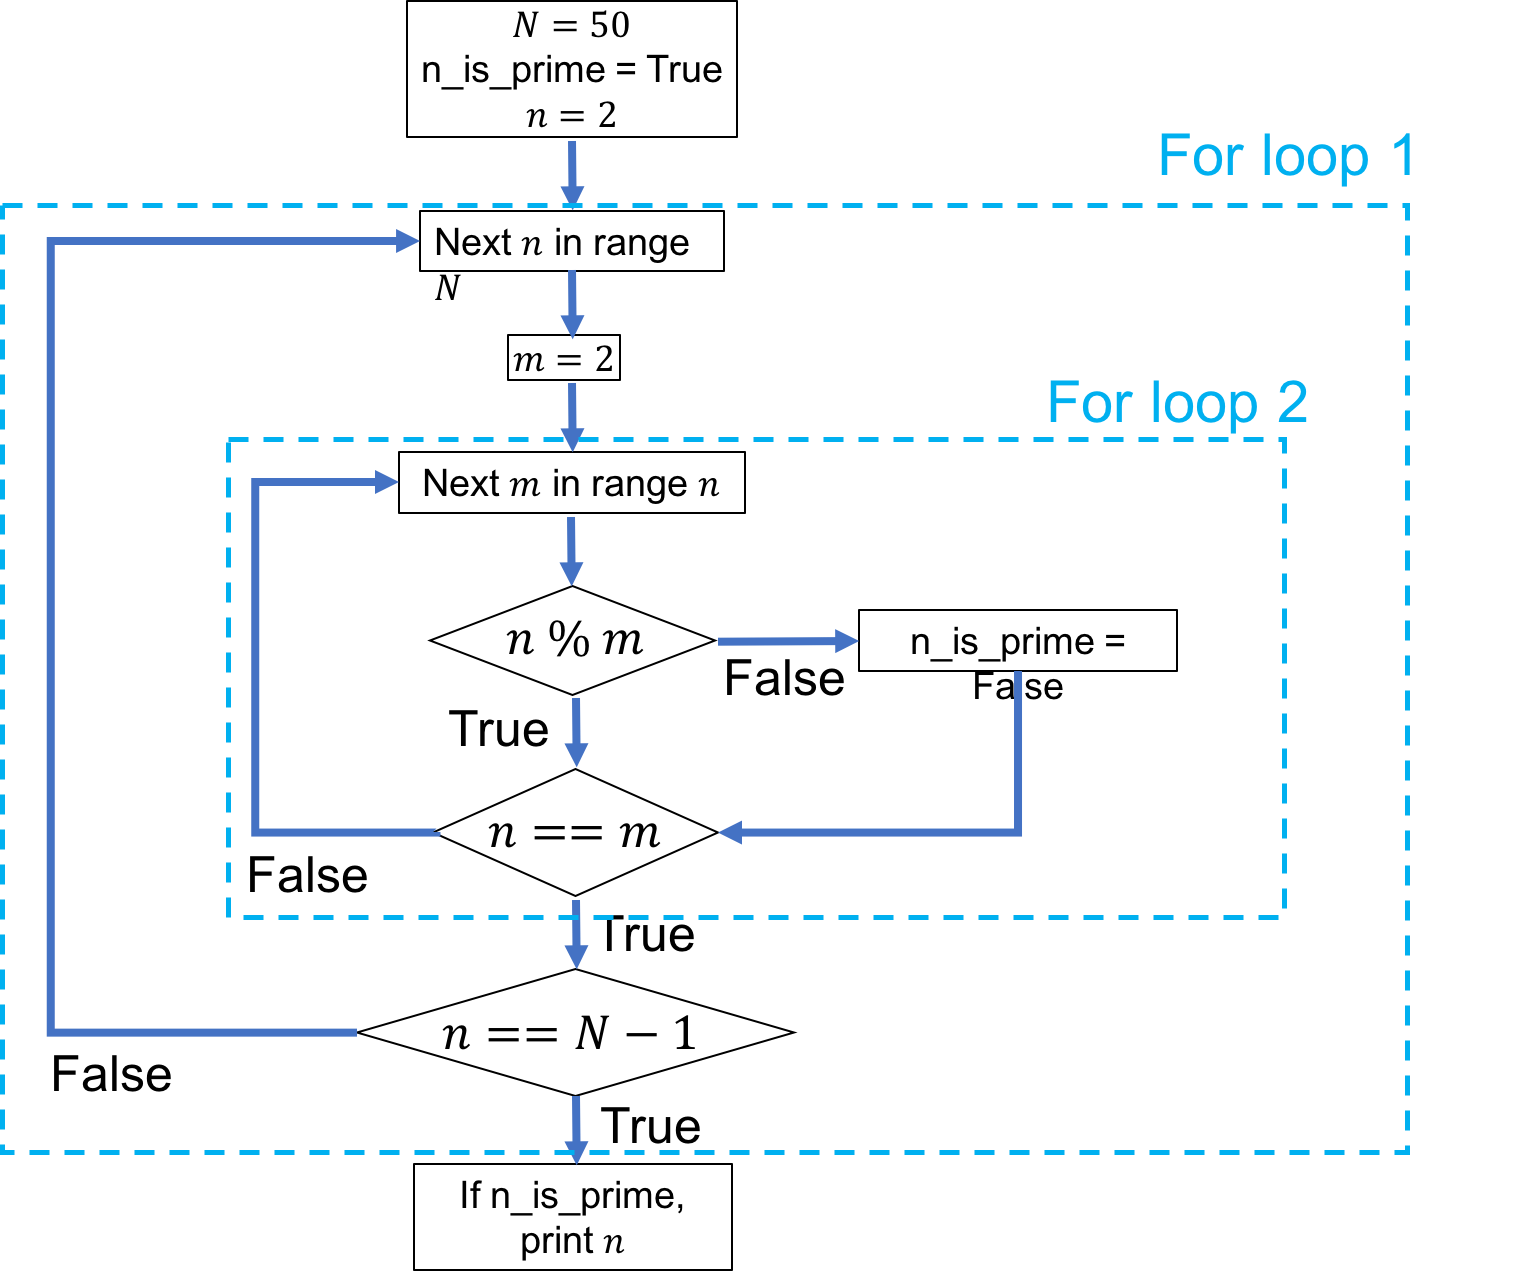 N = 50
n_is_prime = True
n = 2
For loop 1
Next n in range
N
m = 2
For loop 2
Next m in range n
n % m
n_is_prime =
False
False
True
n == m
False
True
n == N − 1
False
True
If n_is_prime,
print n